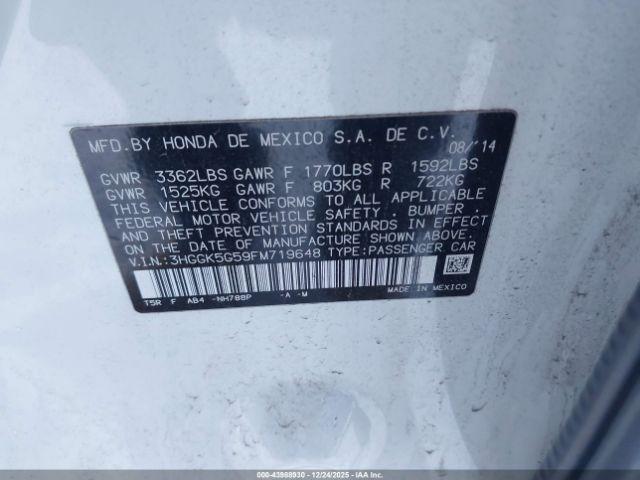 MFD.BY HONDA DE MEXICO S.A. DE C.V.
08/'14
GVWR 3362LBS GAWR F 1770LBS R 1592LBS
GVWR 1525KG GAWR F 803KG R 722KG
THIS VEHICLE CONFORMS TO ALL APPLICABLE
FEDERAL MOTOR VEHICLE SAFETY, BUMPER
AND THEFT PREVENTION STANDARDS IN EFFECT
ON THE DATE OF MANUFACTURE SHOWN ABOVE.
V.I.N.:3HGGK5G59FM719648 TYPE:PASSENGER CAR
T5R F AB4 -NH788P -A -M MADE IN MEXICO
000-43988930 - 12/24/2025 - IAA Inc. (IAA)